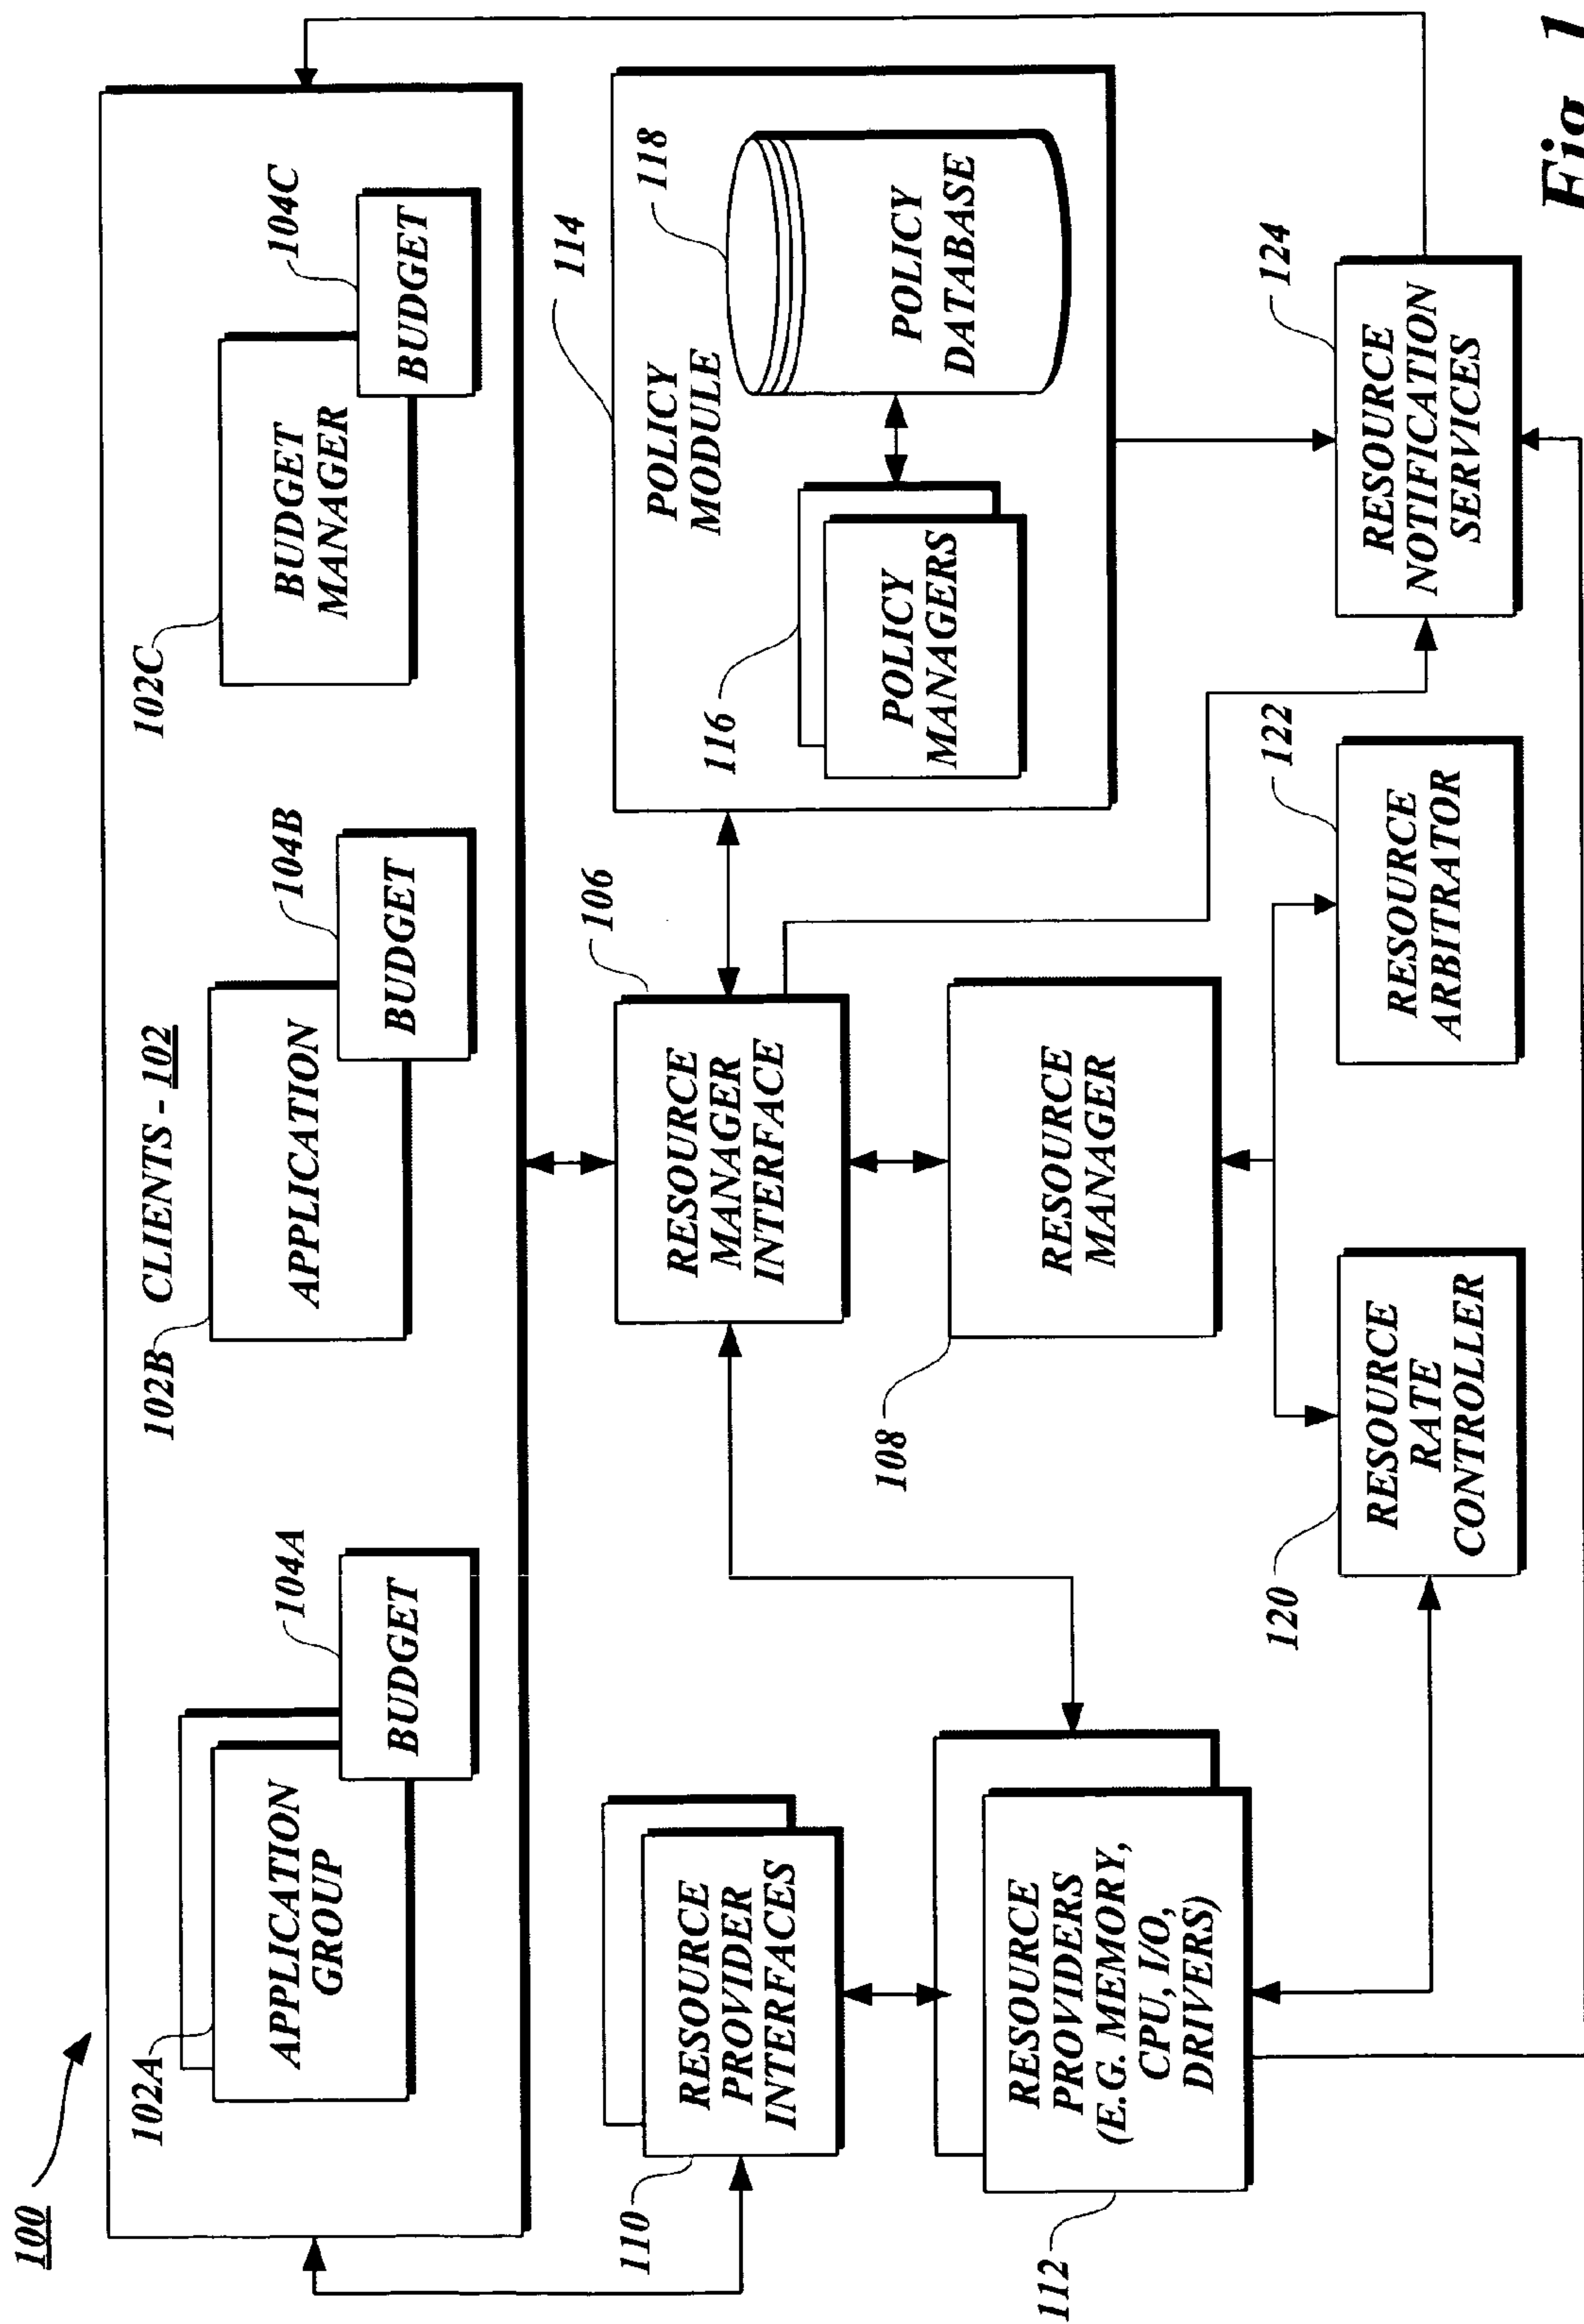 100
102A
APPLICATION
GROUP
104A
BUDGET
102B
CLIENTS - 102
APPLICATION
104B
BUDGET
102C
BUDGET
MANAGER
104C
BUDGET
110
RESOURCE
PROVIDER
INTERFACES
106
RESOURCE
MANAGER
INTERFACE
114
POLICY
MODULE
116
POLICY
MANAGERS
118
POLICY
DATABASE
112
RESOURCE
PROVIDERS
(E.G. MEMORY,
CPU, I/O,
DRIVERS)
108
RESOURCE
MANAGER
120
RESOURCE
RATE
CONTROLLER
122
RESOURCE
ARBITRATOR
124
RESOURCE
NOTIFICATION
SERVICES
Fig. 1